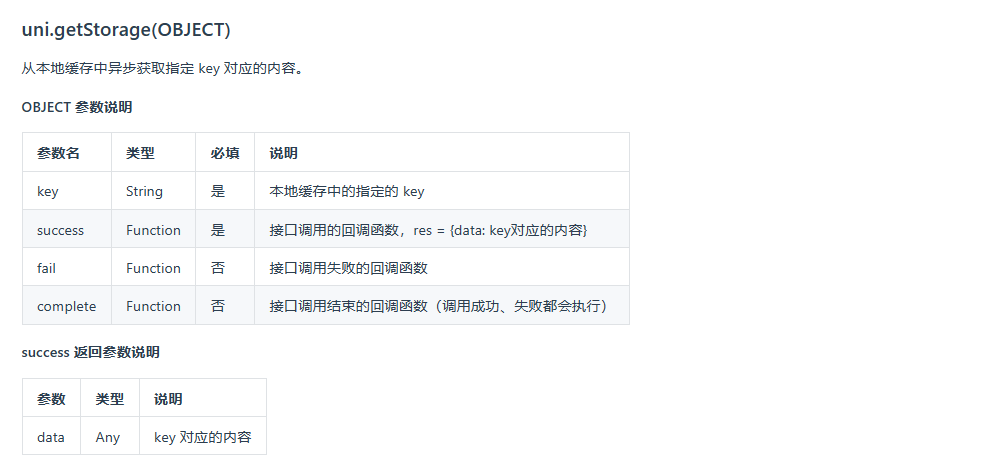 uni.getStorage(OBJECT)
从本地缓存中异步获取指定 key 对应的内容。
OBJECT 参数说明
参数名 类型 必填 说明
key String 是 本地缓存中的指定的 key
success Function 是 接口调用的回调函数，res = {data: key对应的内容}
fail Function 否 接口调用失败的回调函数
complete Function 否 接口调用结束的回调函数（调用成功、失败都会执行）
success 返回参数说明
参数 类型 说明
data Any key 对应的内容